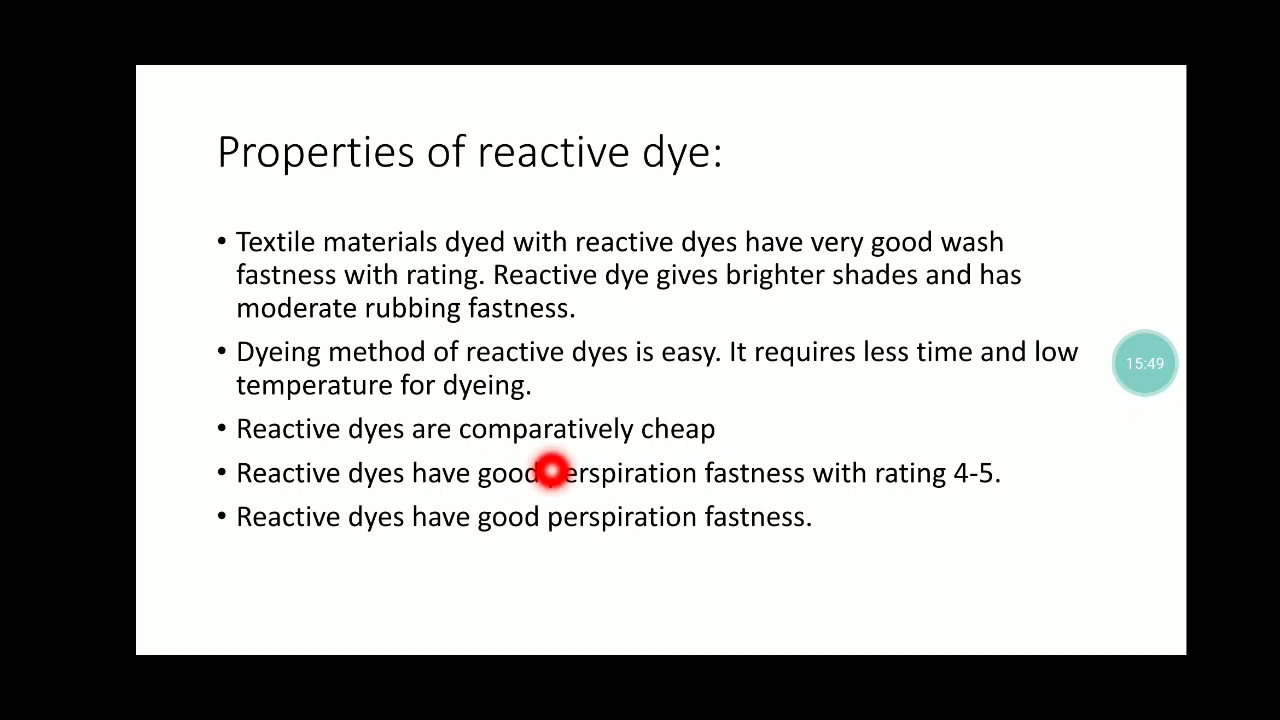 Properties of reactive dye:
• Textile materials dyed with reactive dyes have very good wash
fastness with rating. Reactive dye gives brighter shades and has
moderate rubbing fastness.
• Dyeing method of reactive dyes is easy. It requires less time and low
temperature for dyeing.
15:49
• Reactive dyes are comparatively cheap
• Reactive dyes have good perspiration fastness with rating 4-5.
• Reactive dyes have good perspiration fastness.